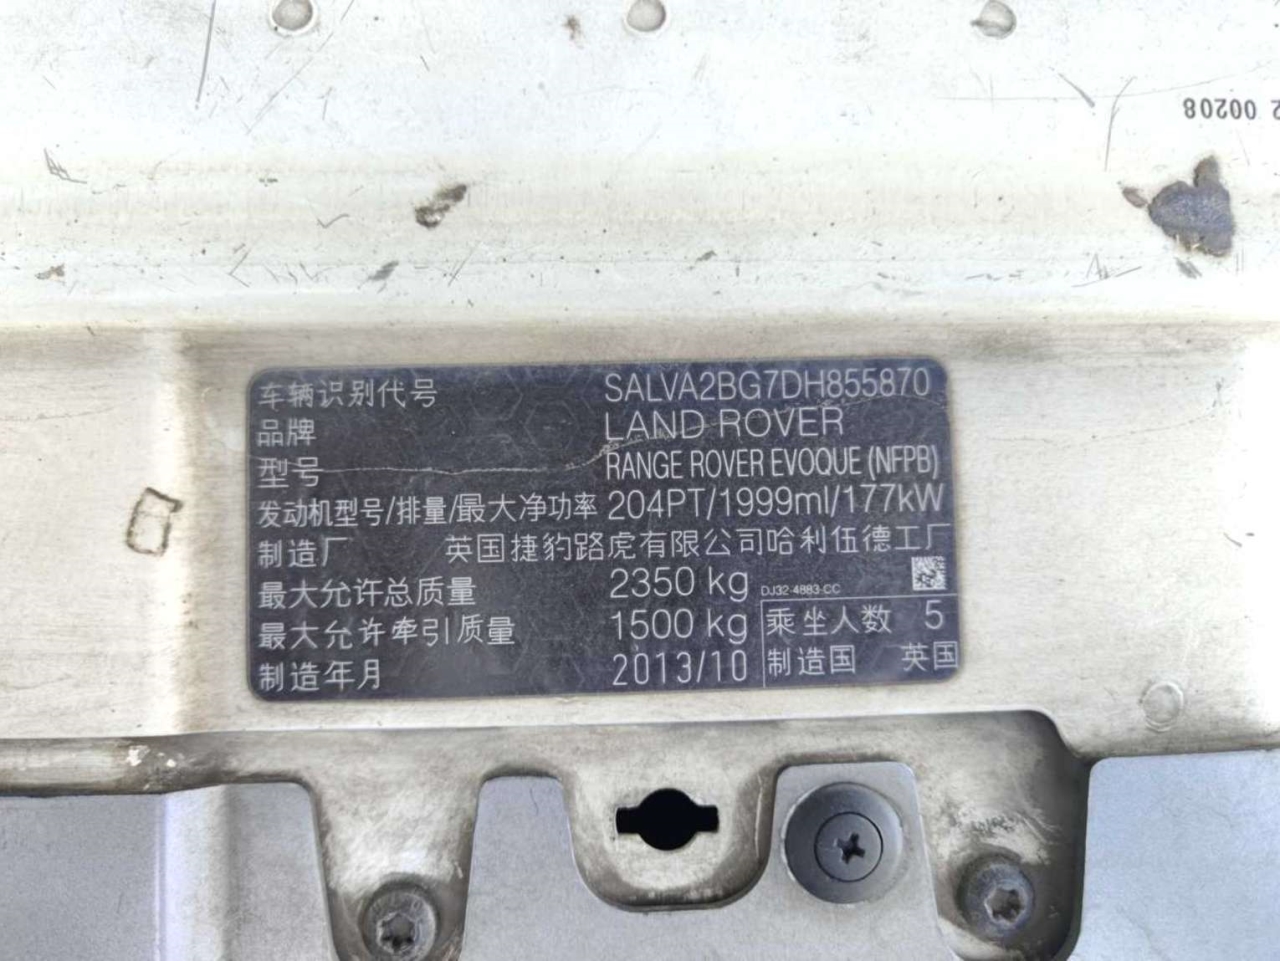 2 00208
车辆识别代号 SALVA2BG7DH855870
品牌 LAND ROVER
型号 RANGE ROVER EVOQUE (NFPB)
发动机型号/排量/最大净功率 204PT/1999ml/177kW
制造厂 英国捷豹路虎有限公司哈利伍德工厂
最大允许总质量 2350 kg DJ32-4883-CC
最大允许牵引质量 1500 kg 乘坐人数 5
制造年月 2013/10 制造国 英国